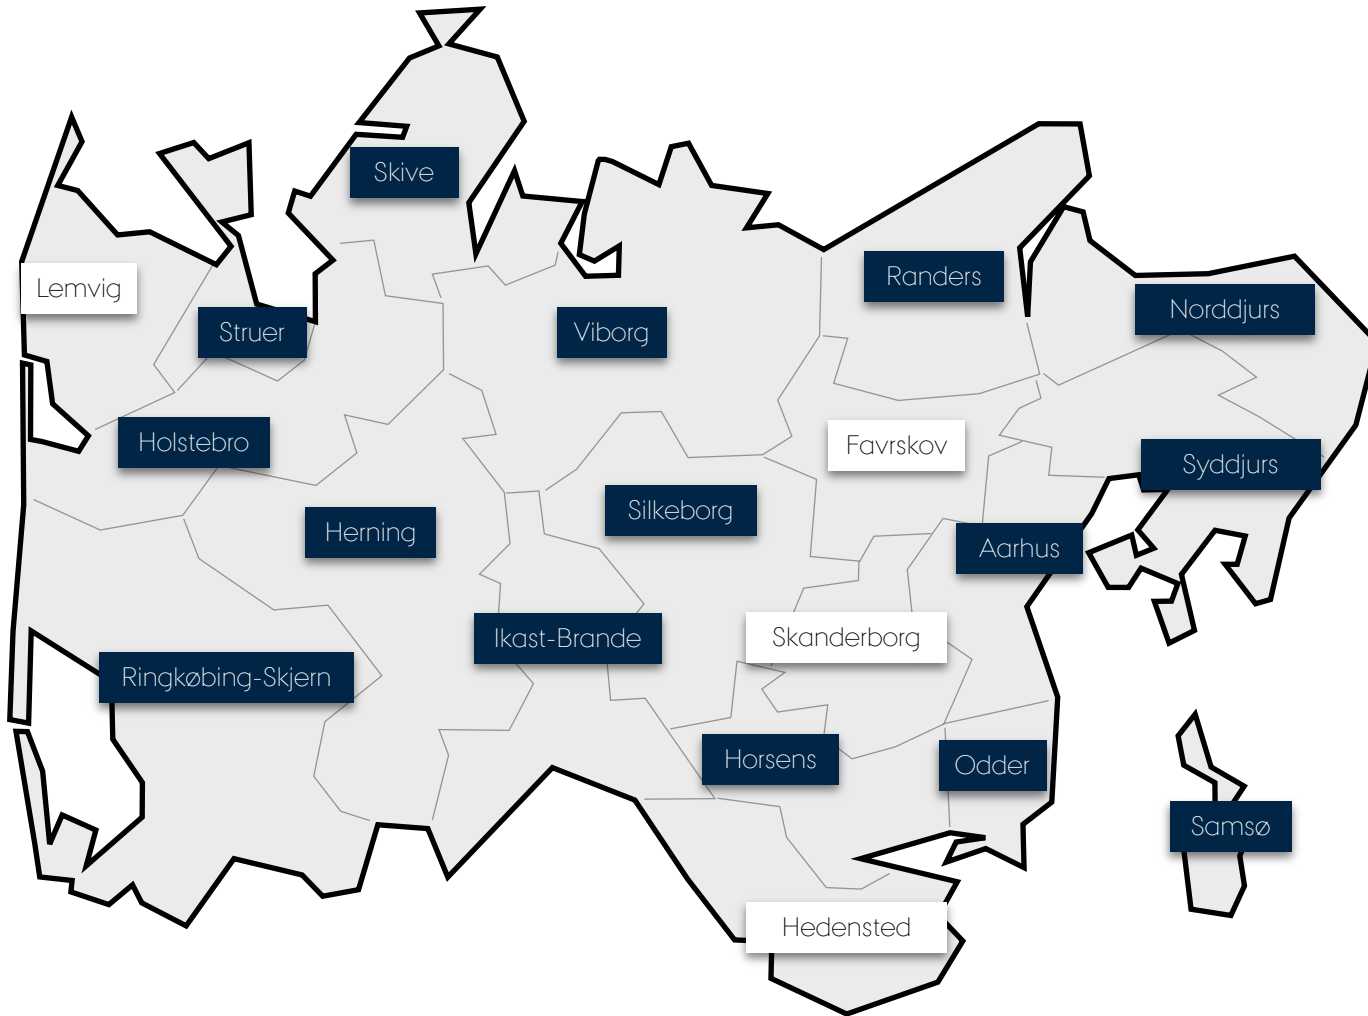 Skive
Randers
Lemvig
Norddjurs
Struer
Viborg
Holstebro
Favrskov
Syddjurs
Silkeborg
Herning
Aarhus
Ikast-Brande
Skanderborg
Ringkøbing-Skjern
Horsens
Odder
Samsø
Hedensted